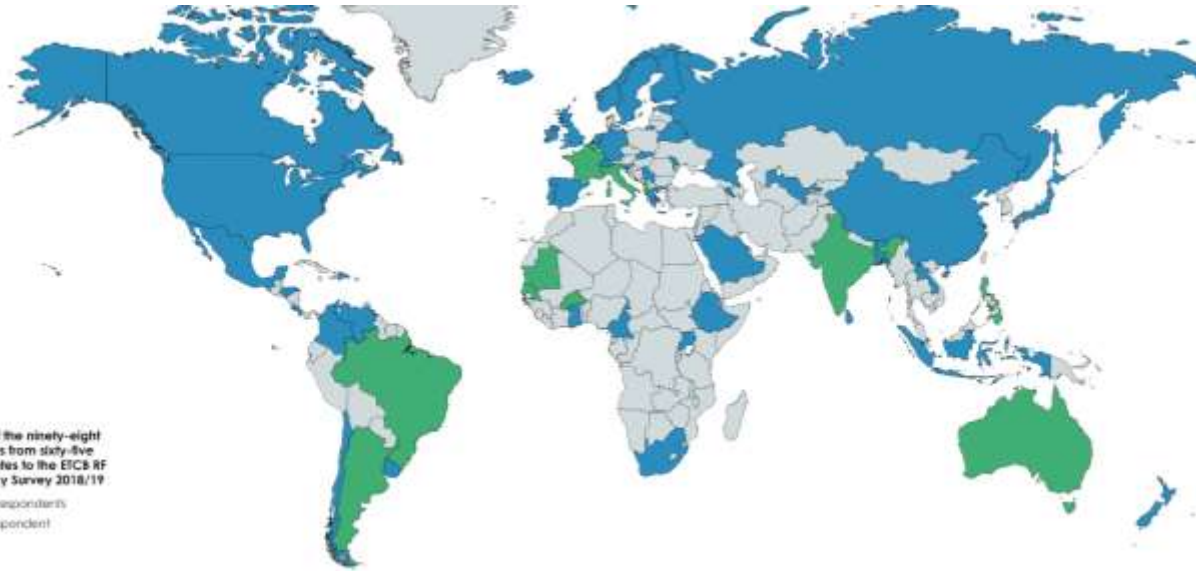 the ninety-eight
s from sixty-five
tes to the ETCB RF
y Survey 2018/19
espondents
pondent